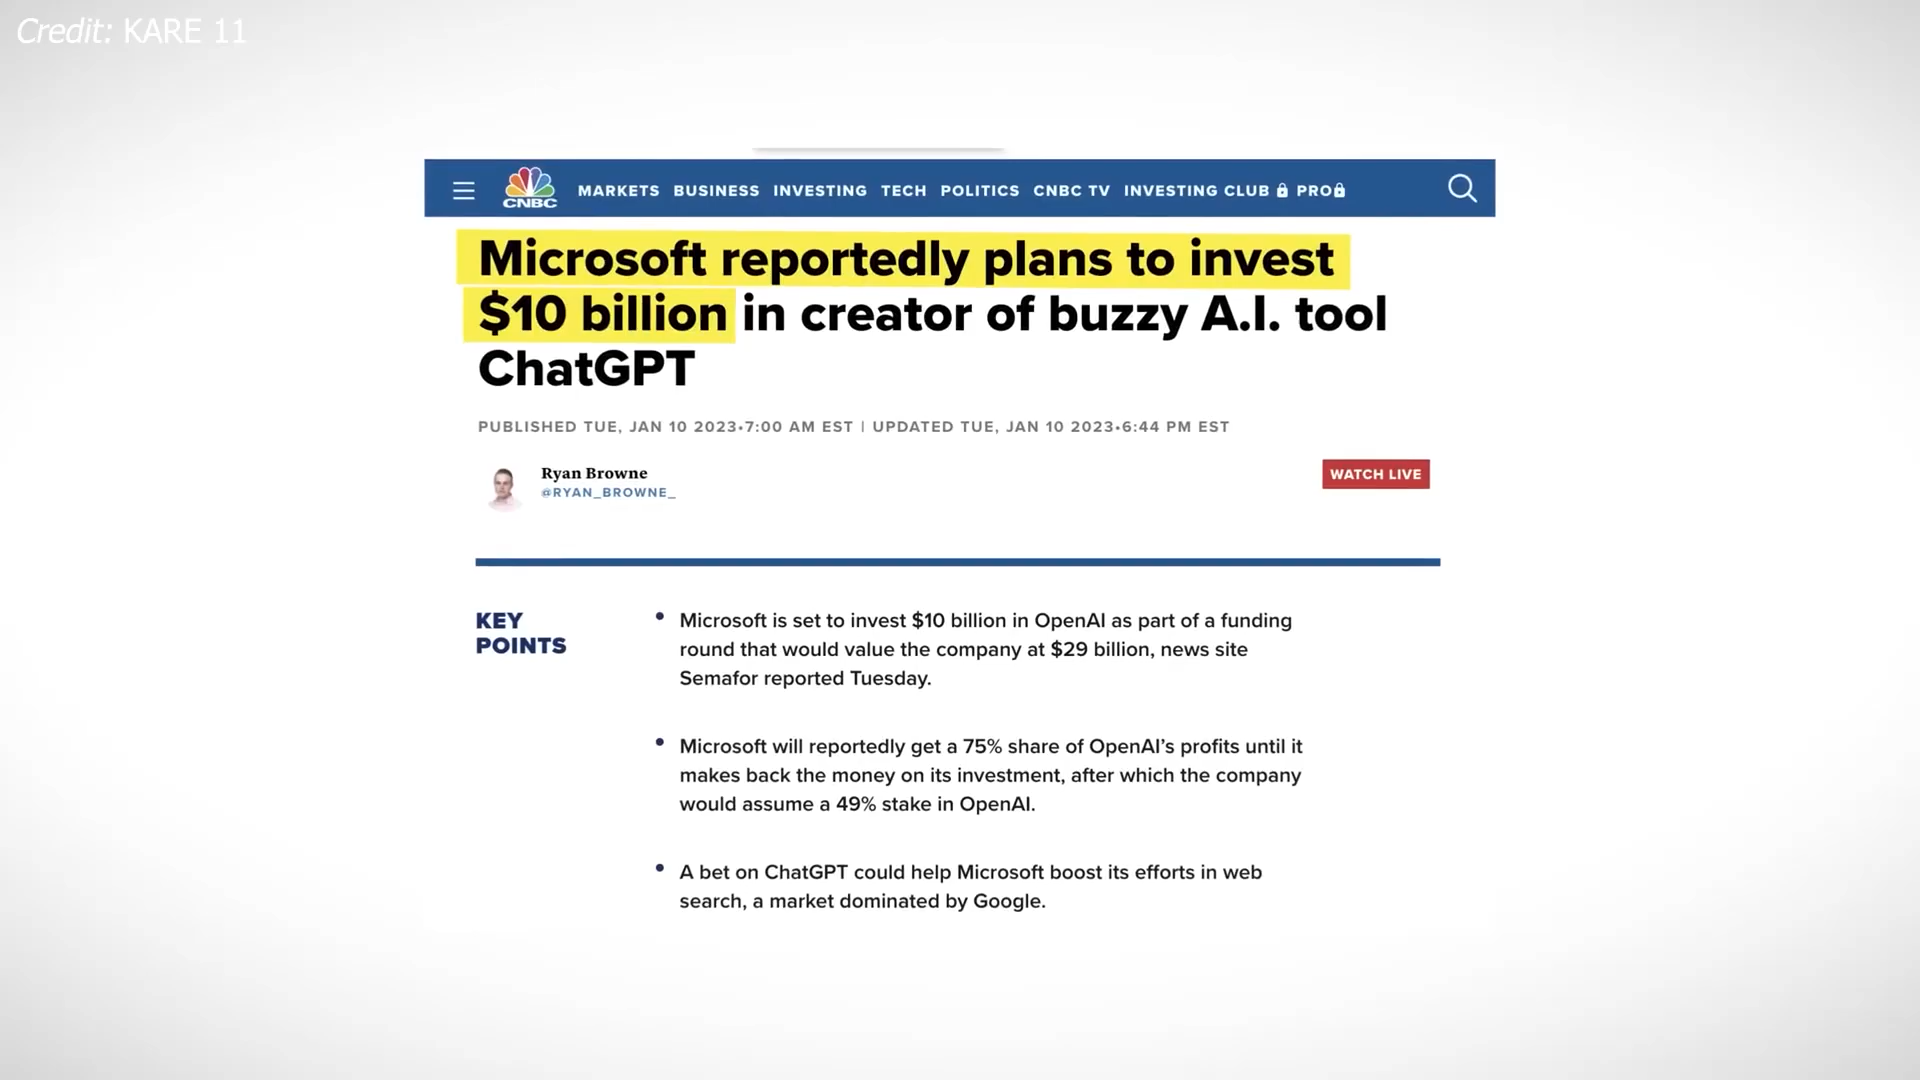 Credit: KARE 11
CNBC
MARKETS BUSINESS INVESTING TECH POLITICS CNBC TV INVESTING CLUB PRO
Microsoft reportedly plans to invest
$10 billion in creator of buzzy A.I. tool
ChatGPT
PUBLISHED TUE, JAN 10 2023•7:00 AM EST | UPDATED TUE, JAN 10 2023•6:44 PM EST
Ryan Browne
@RYAN_BROWNE_
WATCH LIVE
KEY
POINTS
• Microsoft is set to invest $10 billion in OpenAI as part of a funding
round that would value the company at $29 billion, news site
Semafor reported Tuesday.
• Microsoft will reportedly get a 75% share of OpenAI’s profits until it
makes back the money on its investment, after which the company
would assume a 49% stake in OpenAI.
• A bet on ChatGPT could help Microsoft boost its efforts in web
search, a market dominated by Google.